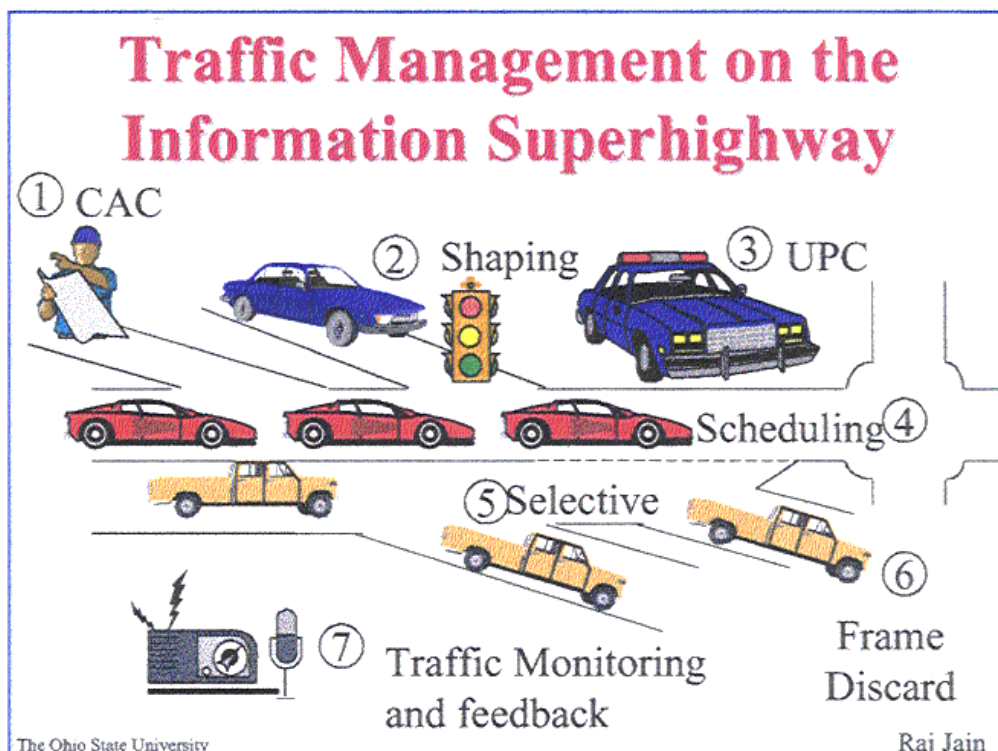 Traffic Management on the
Information Superhighway
① CAC
② Shaping
③ UPC
Scheduling④
⑤Selective
⑥
Frame
Discard
⑦ Traffic Monitoring
and feedback
The Ohio State University
Raj Jain